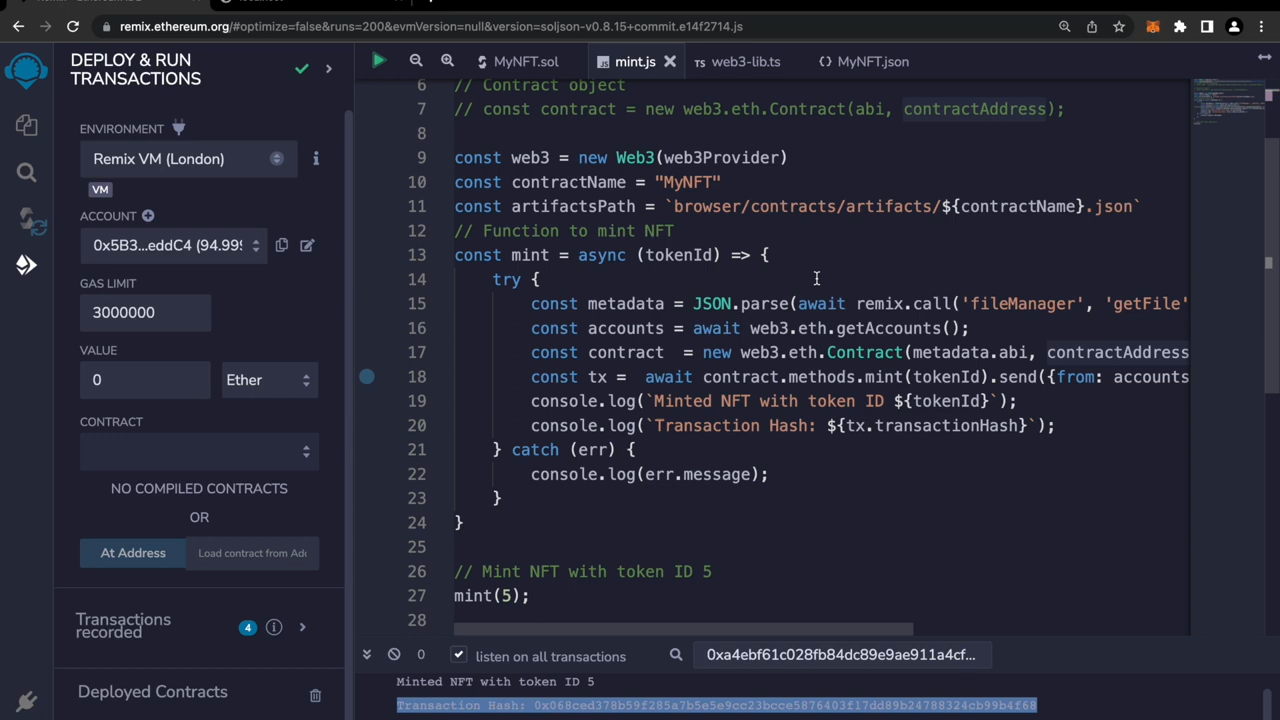 remix.ethereum.org/#optimize=false&runs=200&evmVersion=null&version=soljson-v0.8.15+commit.e14f2714.js
DEPLOY & RUN
TRANSACTIONS
ENVIRONMENT
Remix VM (London)
VM
ACCOUNT
0x5B3...eddC4 (94.999
GAS LIMIT
3000000
VALUE
0
Ether
CONTRACT
NO COMPILED CONTRACTS
OR
At Address
Load contract from Add
Transactions
recorded
4
Deployed Contracts
MyNFT.sol
JS mint.js
TS web3-lib.ts
{} MyNFT.json
6 // Contract object
7 // const contract = new web3.eth.Contract(abi, contractAddress);
8
9 const web3 = new Web3(web3Provider)
10 const contractName = "MyNFT"
11 const artifactsPath = `browser/contracts/artifacts/${contractName}.json`
12 // Function to mint NFT
13 const mint = async (tokenId) => {
14 try {
15 const metadata = JSON.parse(await remix.call('fileManager', 'getFile'
16 const accounts = await web3.eth.getAccounts();
17 const contract = new web3.eth.Contract(metadata.abi, contractAddress
18 const tx = await contract.methods.mint(tokenId).send({from: accounts
19 console.log(`Minted NFT with token ID ${tokenId}`);
20 console.log(`Transaction Hash: ${tx.transactionHash}`);
21 } catch (err) {
22 console.log(err.message);
23 }
24 }
25
26 // Mint NFT with token ID 5
27 mint(5);
28
0
listen on all transactions
0xa4ebf61c028fb84dc89e9ae911a4cf...
Minted NFT with token ID 5
Transaction Hash: 0x068ced378b59f285a7b5e5e9cc23bcce5876403f17dd89b24788324cb99b4f68